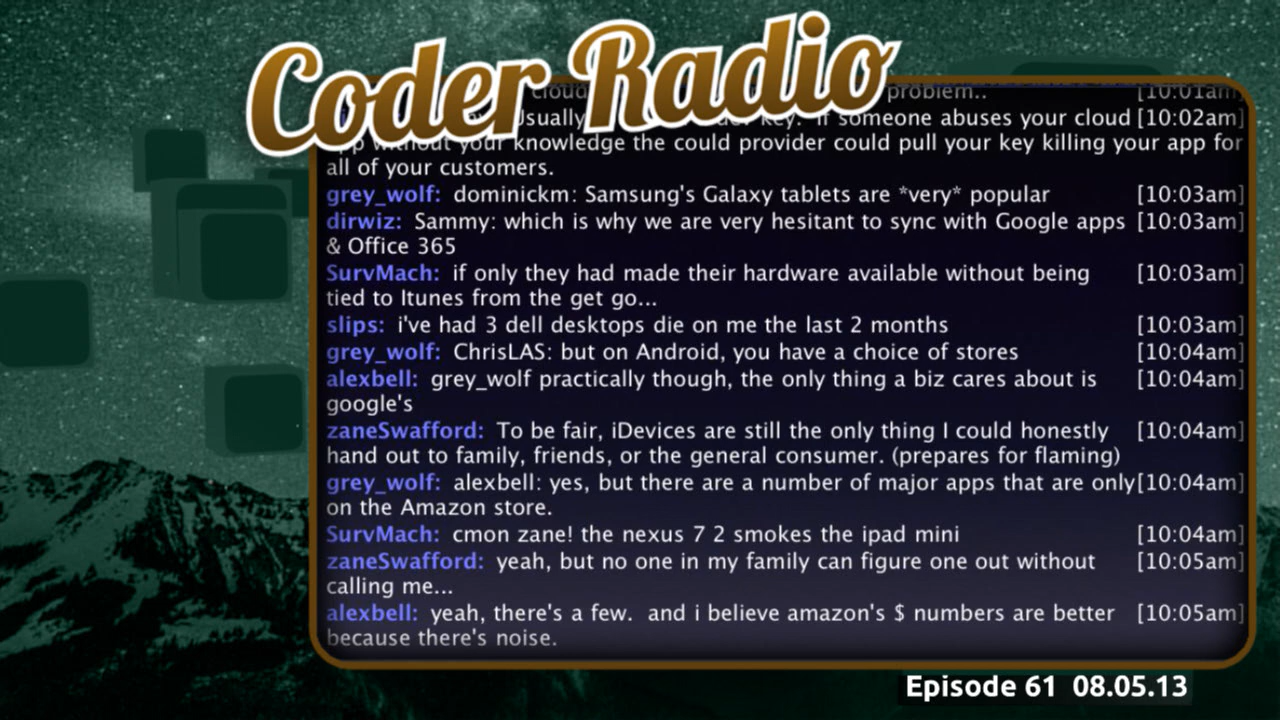 Coder Radio
cloud problem.. [10:01am]
Usually key. if someone abuses your cloud [10:02am]
app without your knowledge the could provider could pull your key killing your app for
all of your customers.
grey_wolf: dominickm: Samsung's Galaxy tablets are *very* popular [10:03am]
dirwiz: Sammy: which is why we are very hesitant to sync with Google apps [10:03am]
& Office 365
SurvMach: if only they had made their hardware available without being [10:03am]
tied to Itunes from the get go...
slips: i've had 3 dell desktops die on me the last 2 months [10:03am]
grey_wolf: ChrisLAS: but on Android, you have a choice of stores [10:04am]
alexbell: grey_wolf practically though, the only thing a biz cares about is [10:04am]
google's
zaneSwafford: To be fair, iDevices are still the only thing I could honestly [10:04am]
hand out to family, friends, or the general consumer. (prepares for flaming)
grey_wolf: alexbell: yes, but there are a number of major apps that are only [10:04am]
on the Amazon store.
SurvMach: cmon zane! the nexus 7 2 smokes the ipad mini [10:04am]
zaneSwafford: yeah, but no one in my family can figure one out without [10:05am]
calling me...
alexbell: yeah, there's a few. and i believe amazon's $ numbers are better [10:05am]
because there's noise.
Episode 61 08.05.13